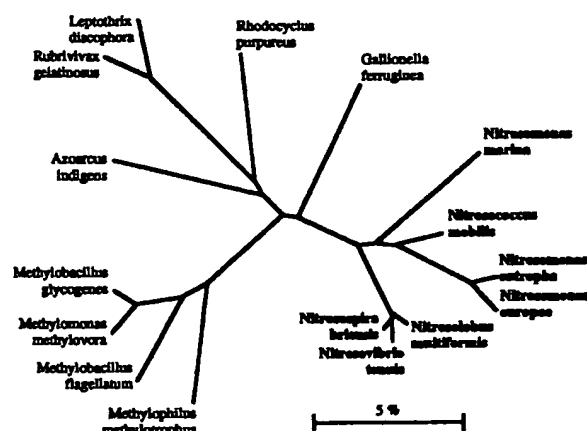 Leptothrix
discophora
Rubrivivax
gelatinosus
Rhodocyclus
purpureus
Gallionella
ferruginea
Azoarcus
indigens
Nitrosomonas
marina
Nitrosococcus
mobilis
Nitrosomonas
eutropha
Nitrosomonas
europea
Nitrosospira
briensis
Nitrosolobus
multiformis
Nitrosovibrio
tenuis
Methylobacillus
glycogenes
Methylomonas
methylovora
Methylobacillus
flagellatum
Methylophilus
methylotrophus
5 %